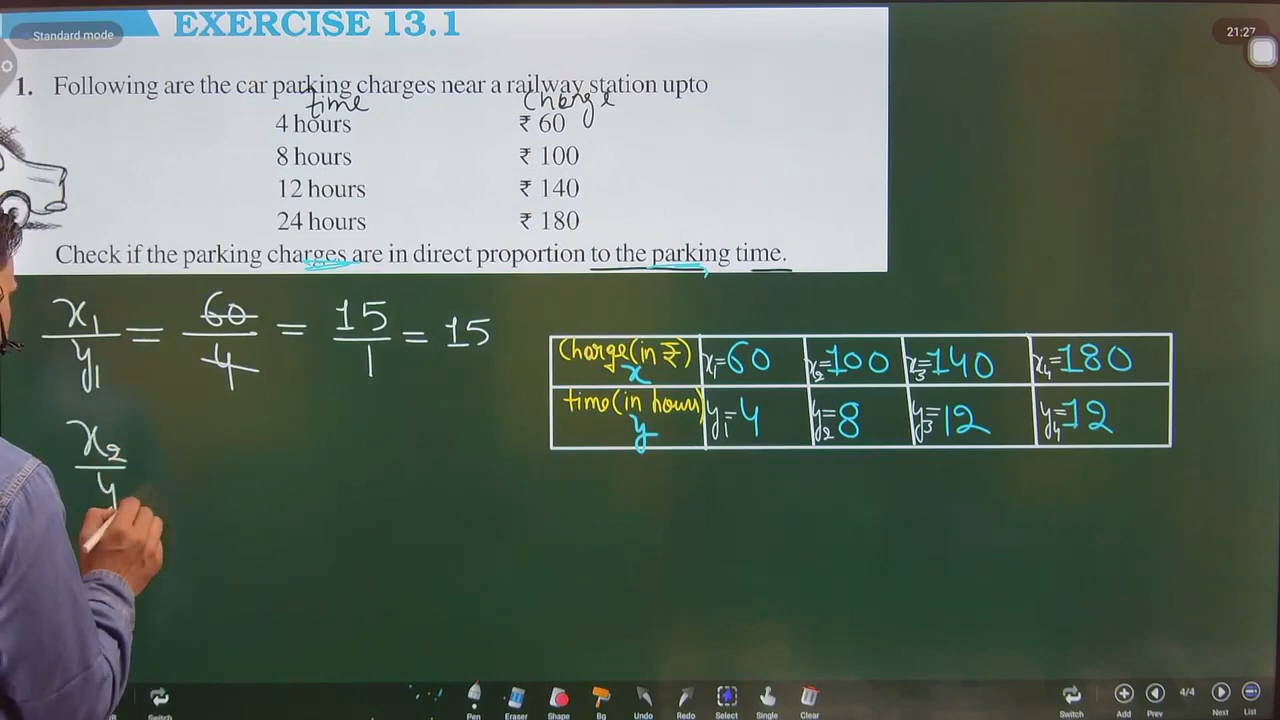 Standard mode
EXERCISE 13.1
21:27
1. Following are the car parking charges near a railway station upto
time charge
4 hours ₹ 60
8 hours ₹ 100
12 hours ₹ 140
24 hours ₹ 180
Check if the parking charges are in direct proportion to the parking time.
x₁/y₁ = 60/4 = 15/1 = 15
x₂/y
charge(in ₹) x x₁=60 x₂=100 x₃=140 x₄=180
time(in hours) y y₁=4 y₂=8 y₃=12 y₄=12
Switch Pen Eraser Shape Bg Undo Redo Select Single Clear Switch Add Prev 4/4 Next List